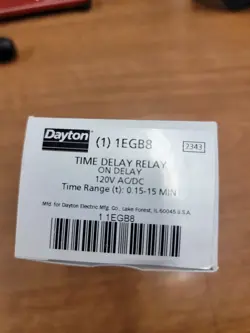 Dayton (1) 1EGB8 7343
TIME DELAY RELAY
ON DELAY
120V AC/DC
Time Range (t): 0.15-15 MIN
Mfd. for Dayton Electric Mfg. Co., Lake Forest, IL 60045 U.S.A.
1 1EGB8